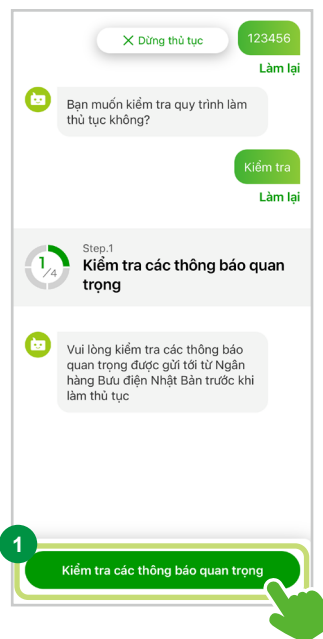 Dừng thủ tục
123456
Làm lại
Bạn muốn kiểm tra quy trình làm
thủ tục không?
Kiểm tra
Làm lại
1/4
Step.1
Kiểm tra các thông báo quan
trọng
Vui lòng kiểm tra các thông báo
quan trọng được gửi tới từ Ngân
hàng Bưu điện Nhật Bản trước khi
làm thủ tục
1
Kiểm tra các thông báo quan trọng